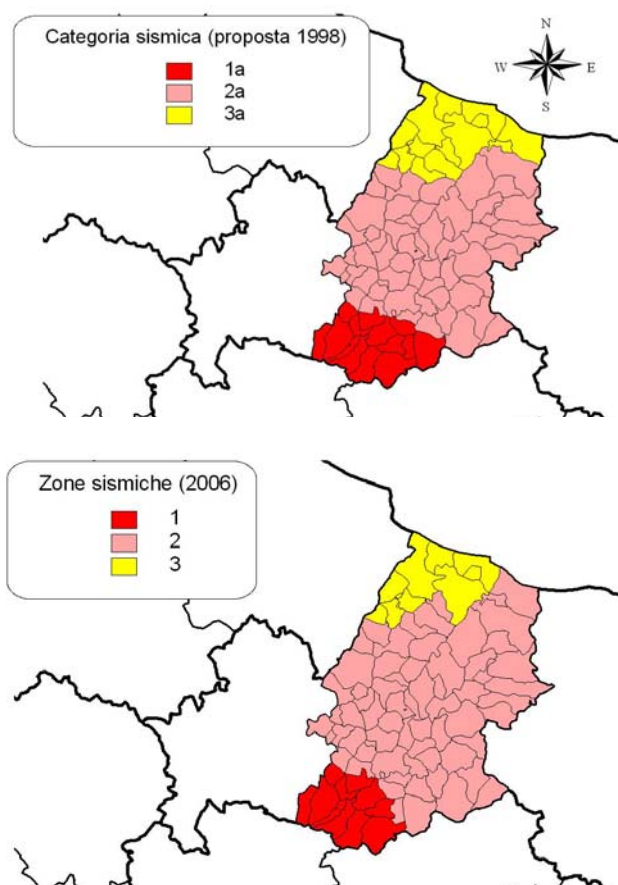 Categoria sismica (proposta 1998)
1a
2a
3a
N
W E
S
Zone sismiche (2006)
1
2
3